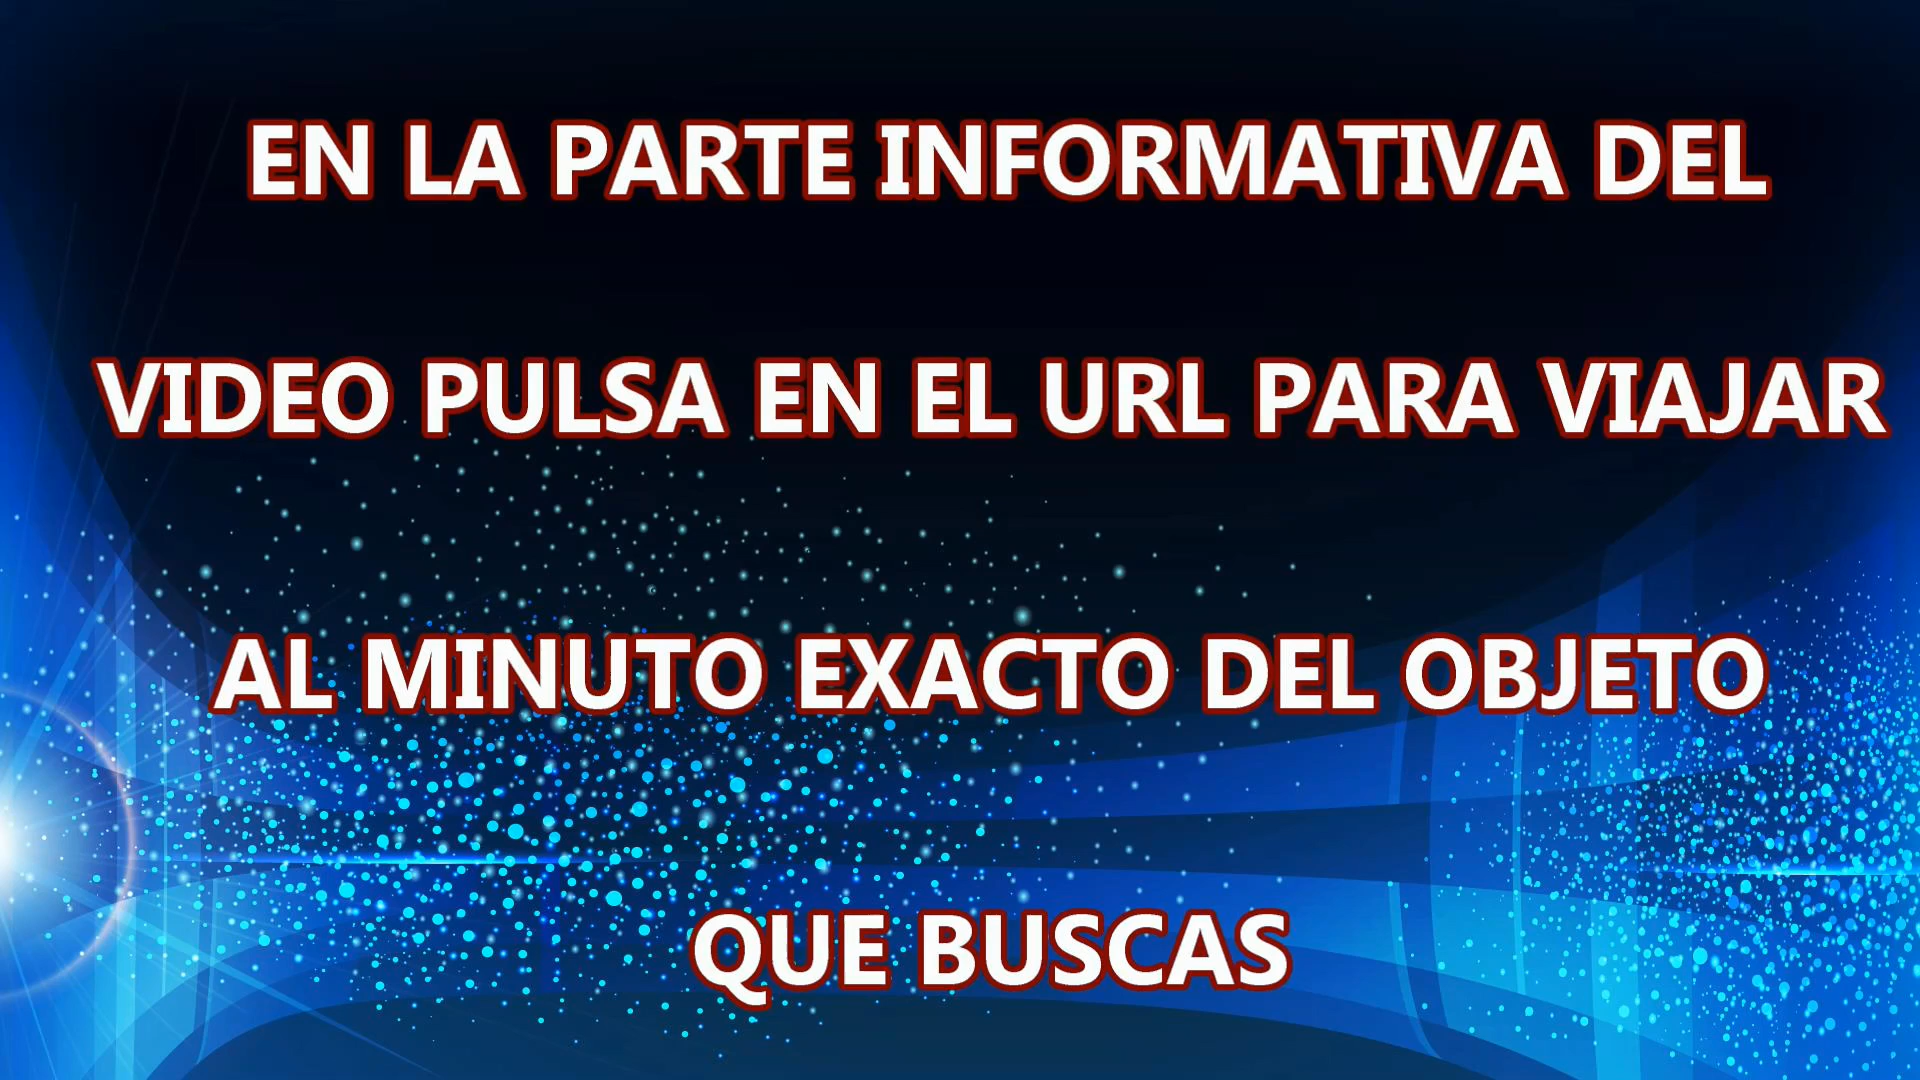 EN LA PARTE INFORMATIVA DEL
VIDEO PULSA EN EL URL PARA VIAJAR
AL MINUTO EXACTO DEL OBJETO
QUE BUSCAS